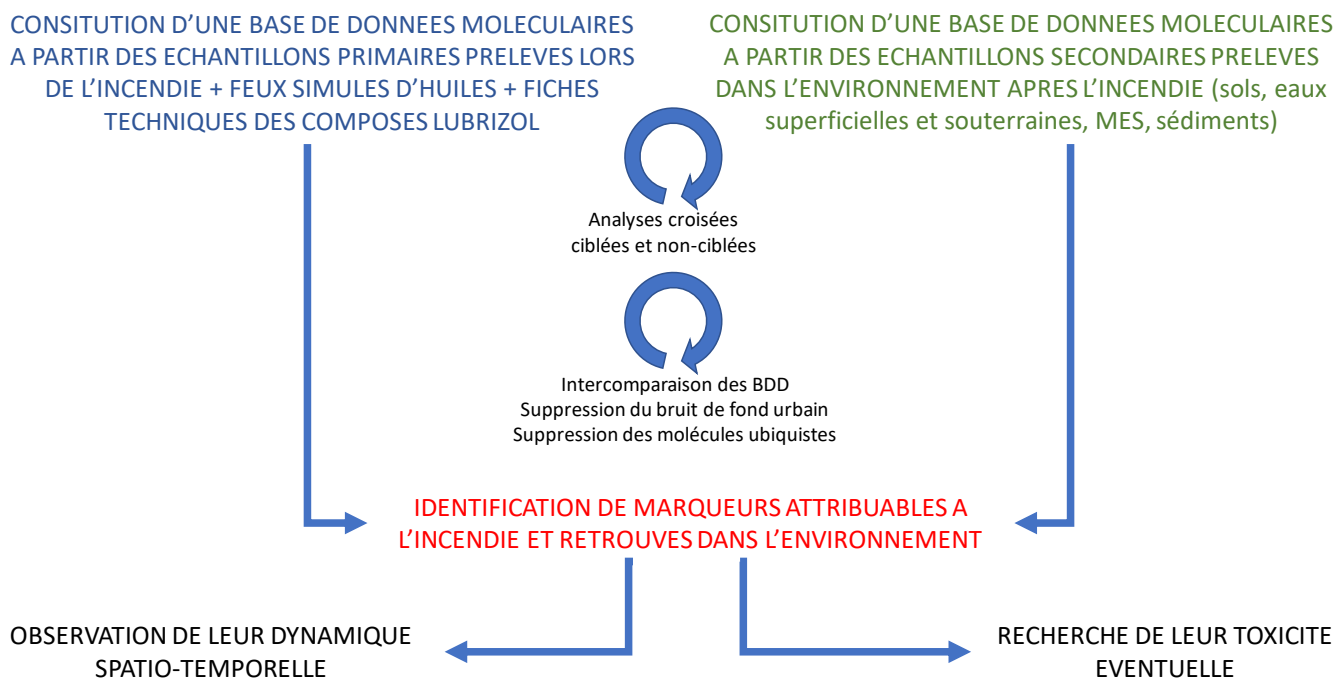 CONSITUTION D'UNE BASE DE DONNEES MOLECULAIRES
A PARTIR DES ECHANTILLONS PRIMAIRES PRELEVES LORS
DE L'INCENDIE + FEUX SIMULES D'HUILES + FICHES
TECHNIQUES DES COMPOSES LUBRIZOL
CONSITUTION D'UNE BASE DE DONNEES MOLECULAIRES
A PARTIR DES ECHANTILLONS SECONDAIRES PRELEVES
DANS L'ENVIRONNEMENT APRES L'INCENDIE (sols, eaux
superficielles et souterraines, MES, sédiments)
Analyses croisées
ciblées et non-ciblées
Intercomparaison des BDD
Suppression du bruit de fond urbain
Suppression des molécules ubiquistes
IDENTIFICATION DE MARQUEURS ATTRIBUABLES A
L'INCENDIE ET RETROUVES DANS L'ENVIRONNEMENT
OBSERVATION DE LEUR DYNAMIQUE
SPATIO-TEMPORELLE
RECHERCHE DE LEUR TOXICITE
EVENTUELLE